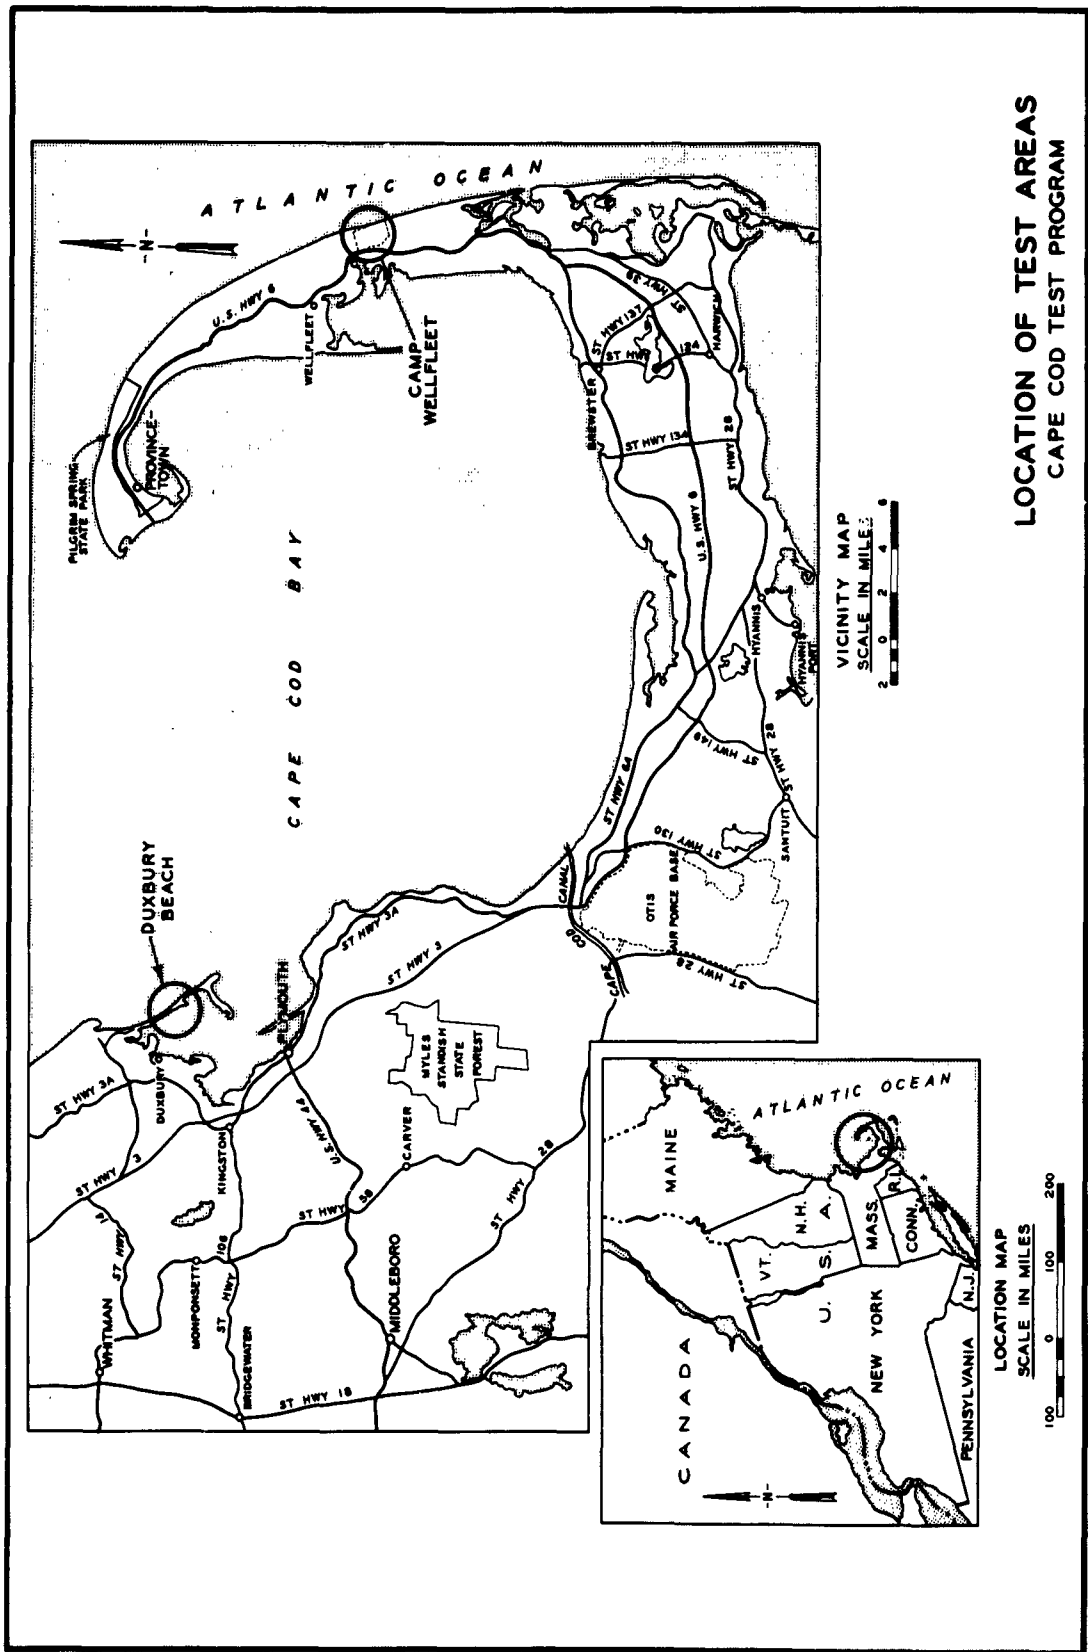 ATLANTIC OCEAN
-N-
PILGRIM SPRING
STATE PARK
PROVINCE-
TOWN
U.S. HWY 6
WELLFLEET
CAMP
WELLFLEET
CAPE COD BAY
DUXBURY
BEACH
ST HWY 3A
DUXBURY
ST HWY 3
KINGSTON
PLYMOUTH
ST HWY 3A
ST HWY 3
WHITMAN
ST HWY
MONPONSETO
ST HWY 106
BRIDGEWATER
ST HWY 18
U.S. HWY 44
ST HWY 58
CARVER
MIDDLEBORO
ST HWY 28
MYLES
STANDISH
STATE
FOREST
CAPE COD CANAL
OTIS
AIR FORCE BASE
ST HWY 28
ST HWY 130
ST HWY 6A
ST HWY 149
SANTUIT
ST HWY 28
HYANNIS
HYANNIS
PORT
U.S. HWY 6
BREWSTER
ST HWY 134
ST HWY 28
ST HWY 137
ST HWY 124
ST HWY 39
HARWICH
VICINITY MAP
SCALE IN MILES
2 0 2 4 6
CANADA
MAINE
ATLANTIC OCEAN
VT.
N.H.
U. S. A.
MASS.
CONN.
R.I.
NEW YORK
PENNSYLVANIA
N.J.
-N-
LOCATION MAP
SCALE IN MILES
100 0 100 200
LOCATION OF TEST AREAS
CAPE COD TEST PROGRAM